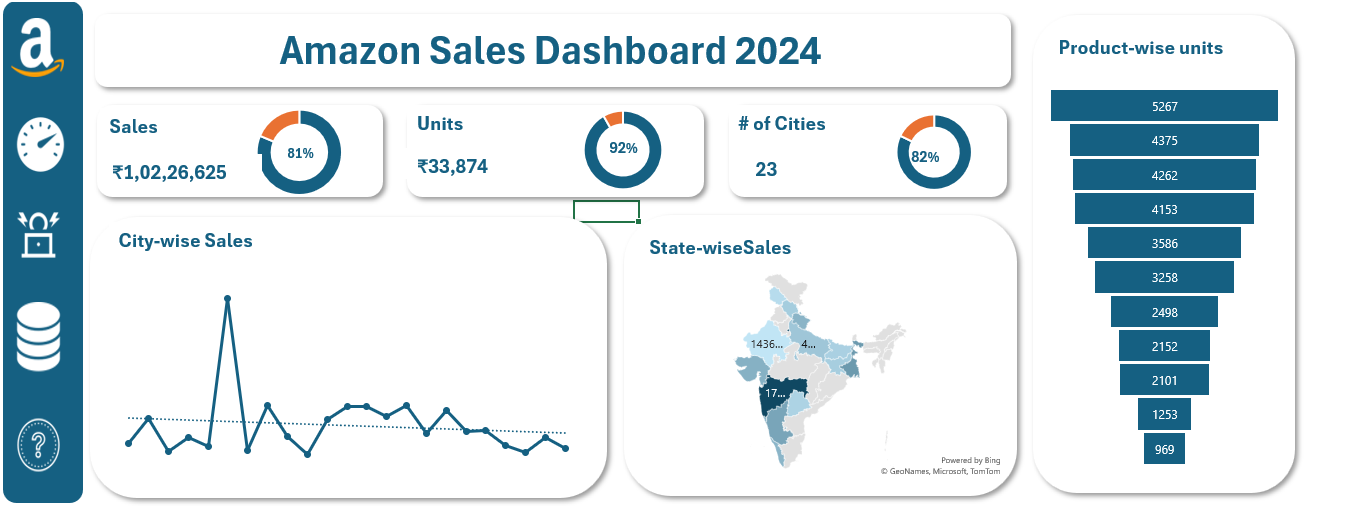 a
Amazon Sales Dashboard 2024
Sales
₹1,02,26,625
81%
Units
₹33,874
92%
# of Cities
23
82%
City-wise Sales
State-wiseSales
1436...
4...
17...
Powered by Bing
© GeoNames, Microsoft, TomTom
Product-wise units
5267
4375
4262
4153
3586
3258
2498
2152
2101
1253
969
?